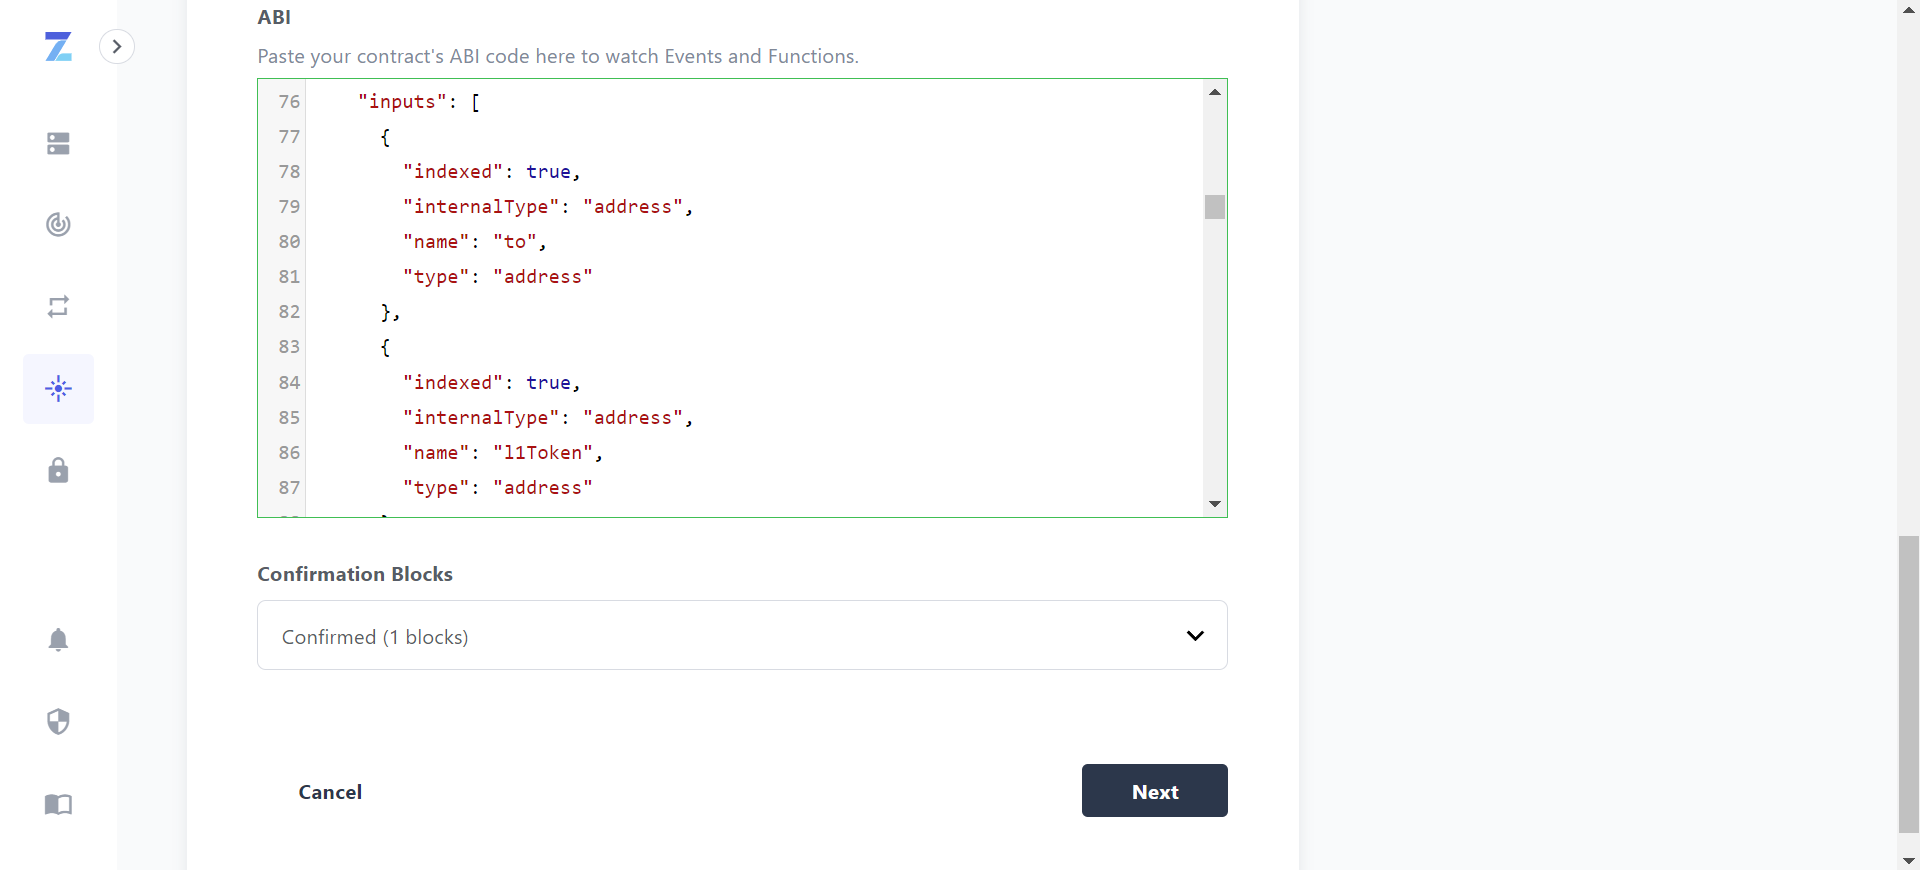 ABI
Paste your contract's ABI code here to watch Events and Functions.
76 "inputs": [
77 {
78 "indexed": true,
79 "internalType": "address",
80 "name": "to",
81 "type": "address"
82 },
83 {
84 "indexed": true,
85 "internalType": "address",
86 "name": "l1Token",
87 "type": "address"
Confirmation Blocks
Confirmed (1 blocks)
Cancel
Next